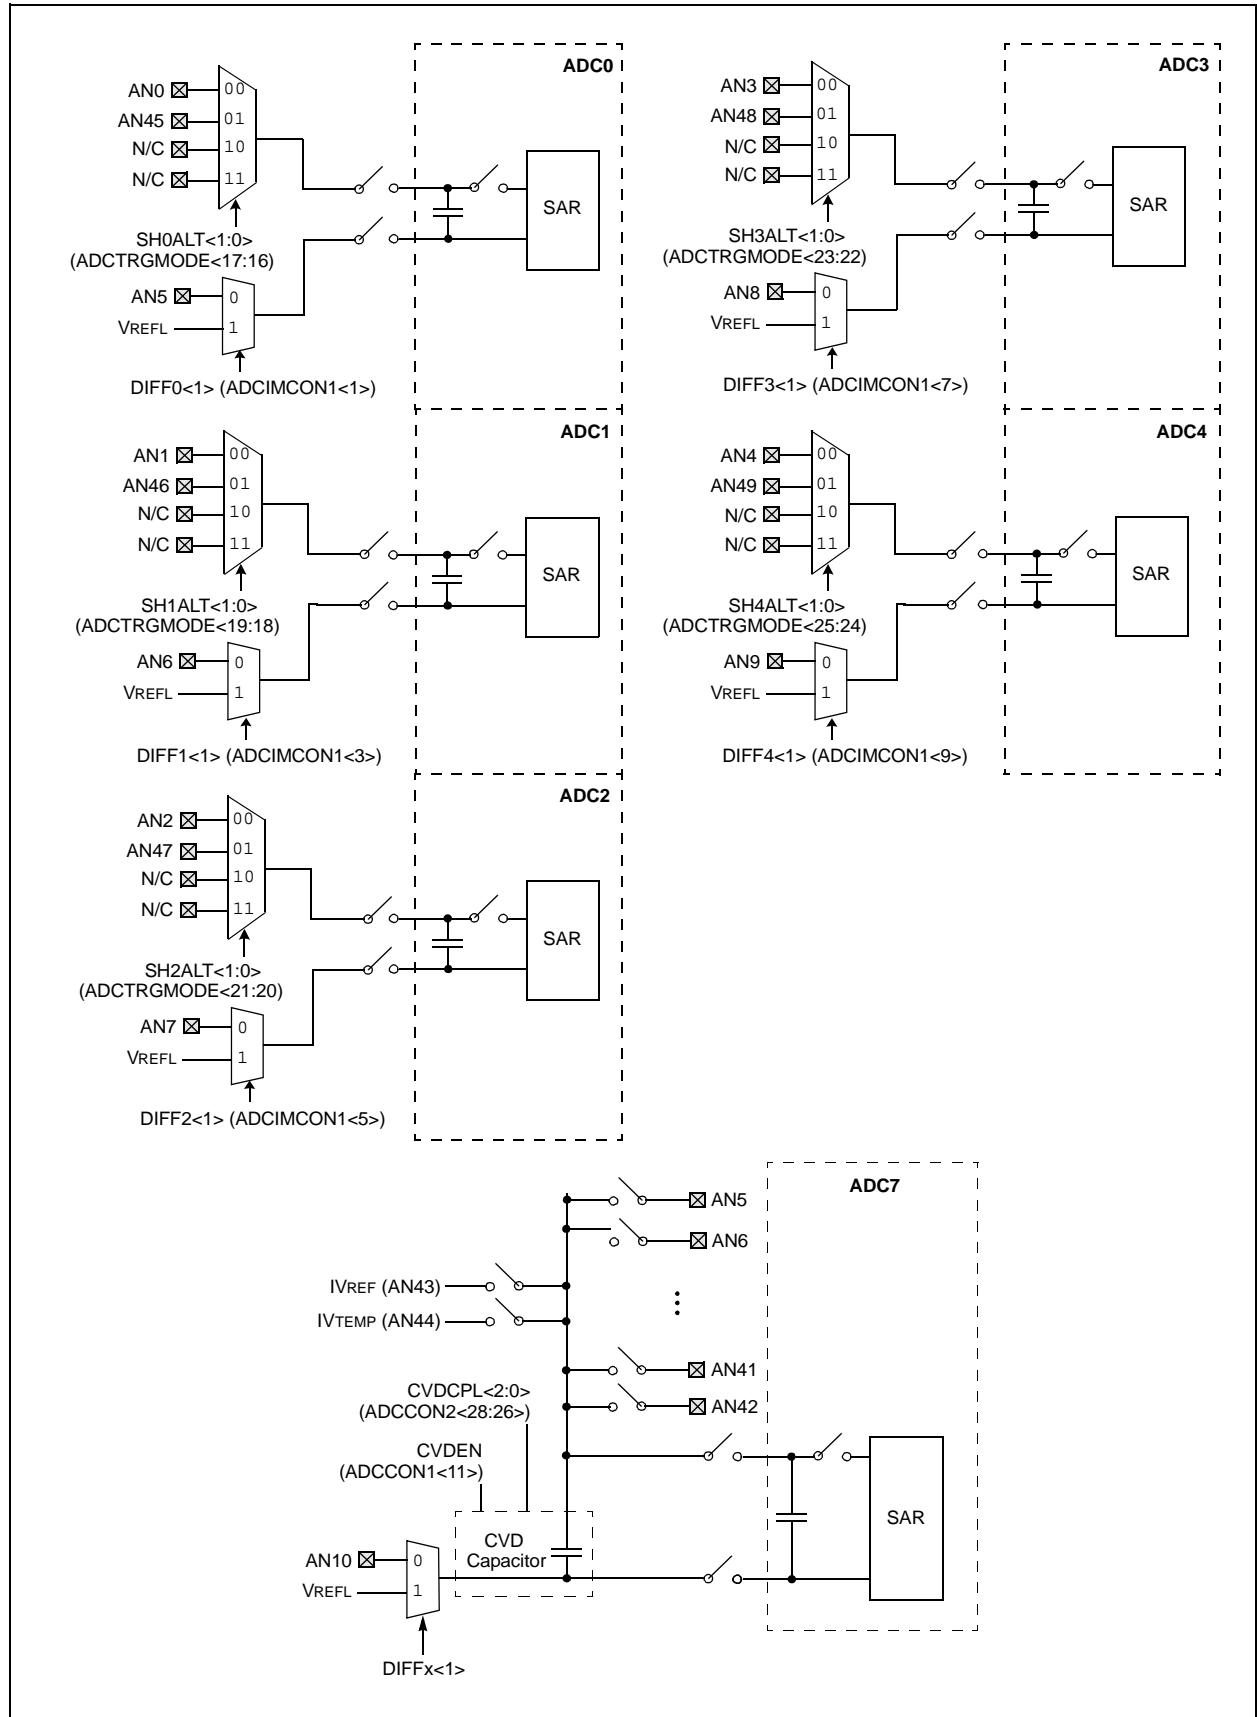 ADC0
AN0
00
AN45
01
N/C
10
N/C
11
SAR
SH0ALT<1:0>
(ADCTRGMODE<17:16)
AN5
0
VREFL
1
DIFF0<1> (ADCIMCON1<1>)
ADC3
AN3
00
AN48
01
N/C
10
N/C
11
SAR
SH3ALT<1:0>
(ADCTRGMODE<23:22)
AN8
0
VREFL
1
DIFF3<1> (ADCIMCON1<7>)
ADC1
AN1
00
AN46
01
N/C
10
N/C
11
SAR
SH1ALT<1:0>
(ADCTRGMODE<19:18)
AN6
0
VREFL
1
DIFF1<1> (ADCIMCON1<3>)
ADC4
AN4
00
AN49
01
N/C
10
N/C
11
SAR
SH4ALT<1:0>
(ADCTRGMODE<25:24)
AN9
0
VREFL
1
DIFF4<1> (ADCIMCON1<9>)
ADC2
AN2
00
AN47
01
N/C
10
N/C
11
SAR
SH2ALT<1:0>
(ADCTRGMODE<21:20)
AN7
0
VREFL
1
DIFF2<1> (ADCIMCON1<5>)
ADC7
AN5
AN6
IVREF (AN43)
IVTEMP (AN44)
AN41
AN42
CVDCPL<2:0>
(ADCCON2<28:26>)
CVDEN
(ADCCON1<11>)
SAR
CVD
Capacitor
AN10
0
VREFL
1
DIFFx<1>